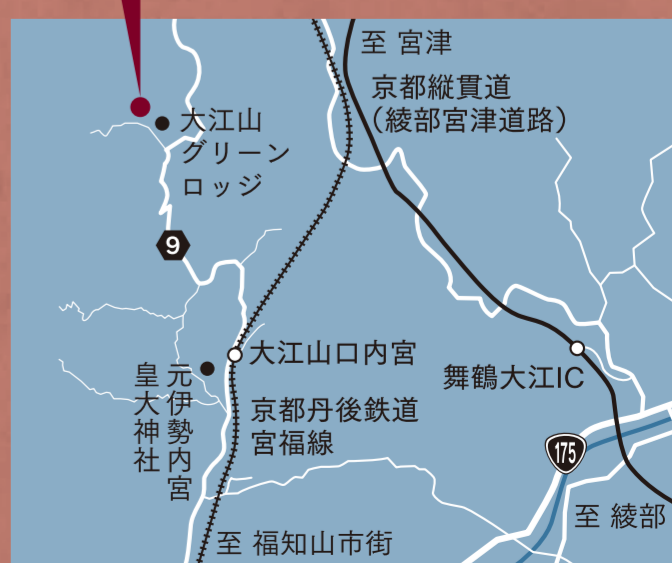 至 宮津
京都縦貫道
（綾部宮津道路）
大江山
グリーン
ロッジ
9
大江山口内宮
元伊勢内宮
皇大神社
舞鶴大江IC
京都丹後鉄道
宮福線
175
至 綾部
至 福知山市街